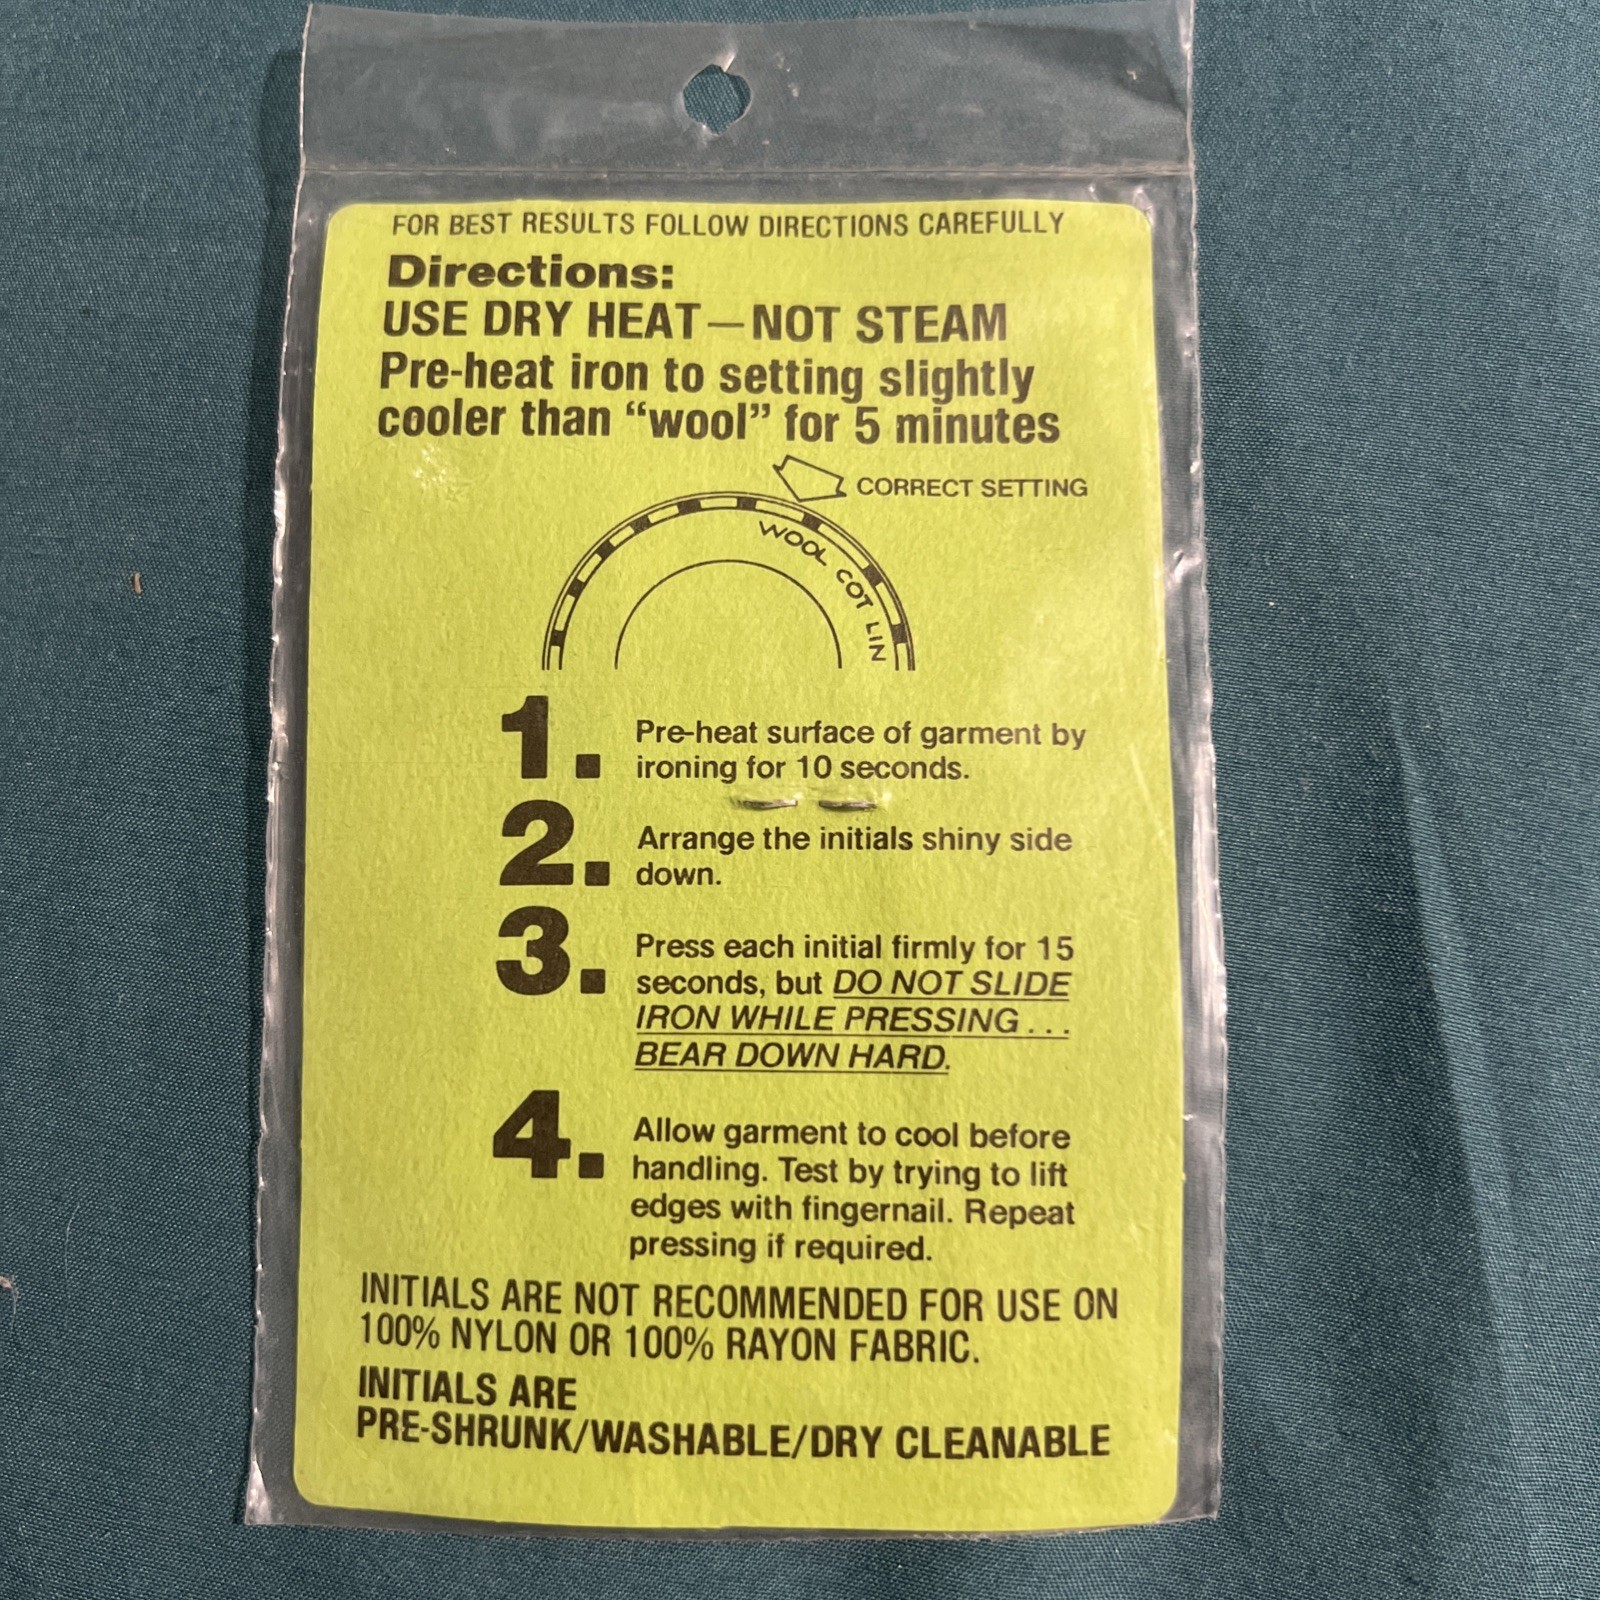 FOR BEST RESULTS FOLLOW DIRECTIONS CAREFULLY
Directions:
USE DRY HEAT—NOT STEAM
Pre-heat iron to setting slightly
cooler than “wool” for 5 minutes
CORRECT SETTING
WOOL COT LIN
1. Pre-heat surface of garment by
ironing for 10 seconds.
2. Arrange the initials shiny side
down.
3. Press each initial firmly for 15
seconds, but DO NOT SLIDE
IRON WHILE PRESSING...
BEAR DOWN HARD.
4. Allow garment to cool before
handling. Test by trying to lift
edges with fingernail. Repeat
pressing if required.
INITIALS ARE NOT RECOMMENDED FOR USE ON
100% NYLON OR 100% RAYON FABRIC.
INITIALS ARE
PRE-SHRUNK/WASHABLE/DRY CLEANABLE